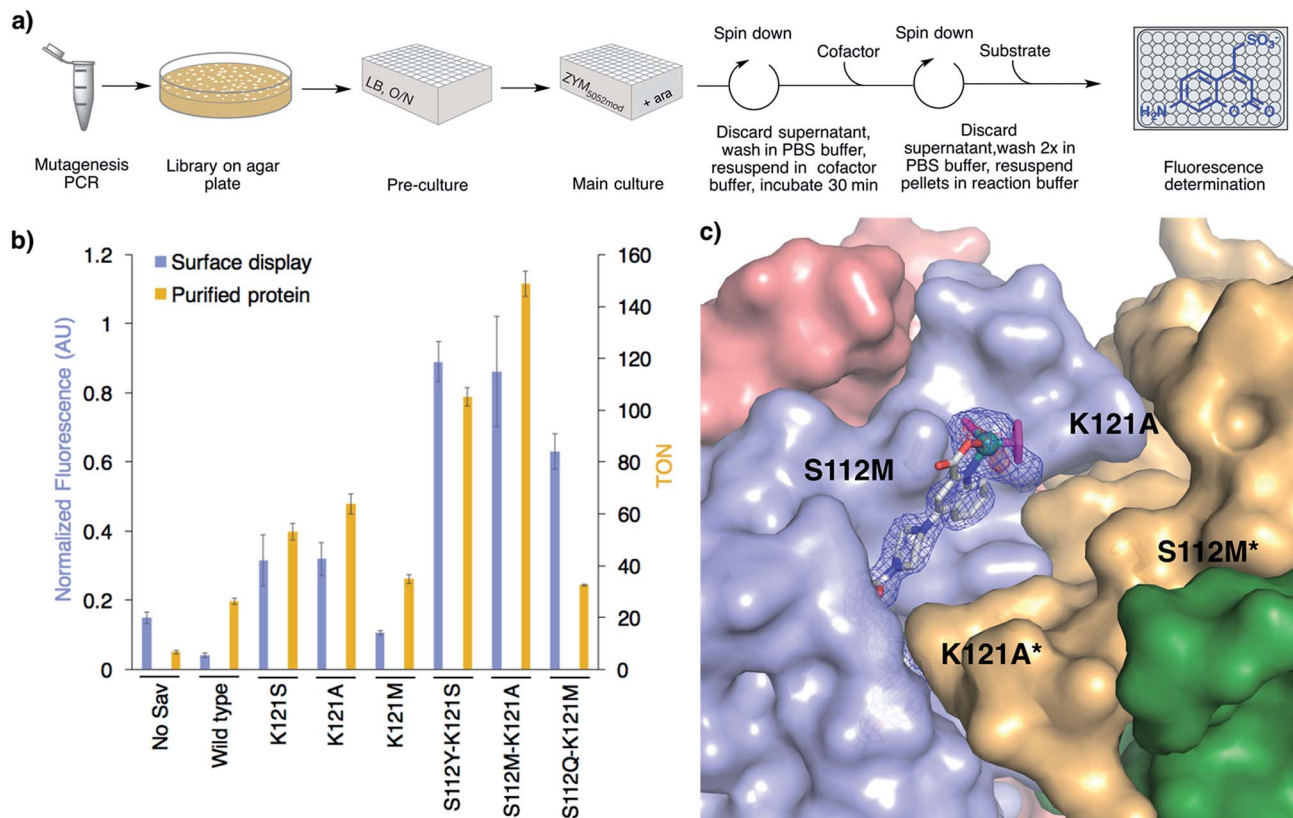 a)
Mutagenesis
PCR
Library on agar
plate
LB, O/N
Pre-culture
ZYM5052mod
+ ara
Main culture
Spin down
Discard supernatant,
wash in PBS buffer,
resuspend in cofactor
buffer, incubate 30 min
Cofactor
Spin down
Discard
supernatant,wash 2x in
PBS buffer, resuspend
pellets in reaction buffer
Substrate
SO3-
H2N
O
O
Fluorescence
determination
b)
Normalized Fluorescence (AU)
1.2
1
0.8
0.6
0.4
0.2
0
Surface display
Purified protein
160
140
120
100
80
60
40
20
0
TON
No Sav
Wild type
K121S
K121A
K121M
S112Y-K121S
S112M-K121A
S112Q-K121M
c)
K121A
S112M
S112M*
K121A*